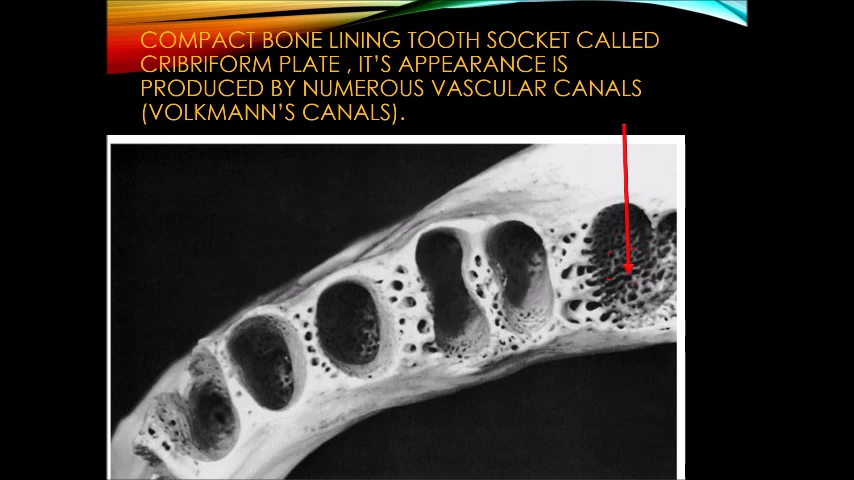 COMPACT BONE LINING TOOTH SOCKET CALLED
CRIBRIFORM PLATE , IT'S APPEARANCE IS
PRODUCED BY NUMEROUS VASCULAR CANALS
(VOLKMANN'S CANALS).